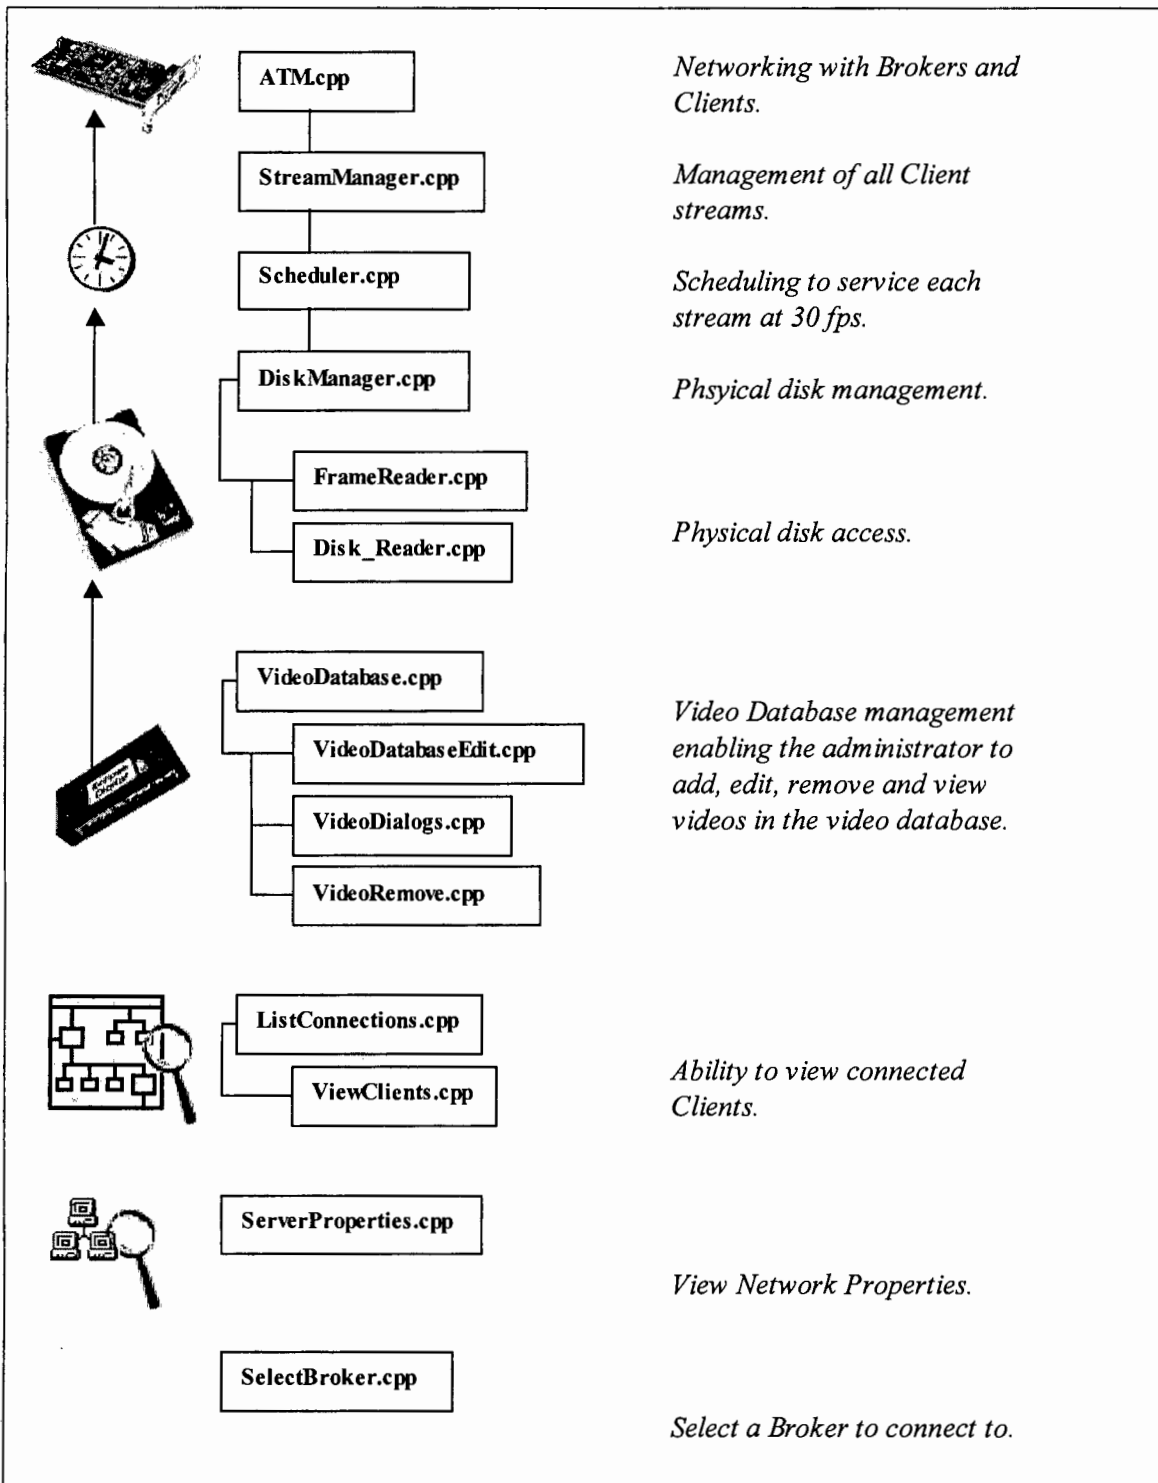 ATM.cpp
Networking with Brokers and
Clients.
StreamManager.cpp
Management of all Client
streams.
Scheduler.cpp
Scheduling to service each
stream at 30 fps.
DiskManager.cpp
Phsyical disk management.
FrameReader.cpp
Disk_Reader.cpp
Physical disk access.
VideoDatabase.cpp
VideoDatabaseEdit.cpp
VideoDialogs.cpp
VideoRemove.cpp
Video Database management
enabling the administrator to
add, edit, remove and view
videos in the video database.
ListConnections.cpp
ViewClients.cpp
Ability to view connected
Clients.
ServerProperties.cpp
View Network Properties.
SelectBroker.cpp
Select a Broker to connect to.